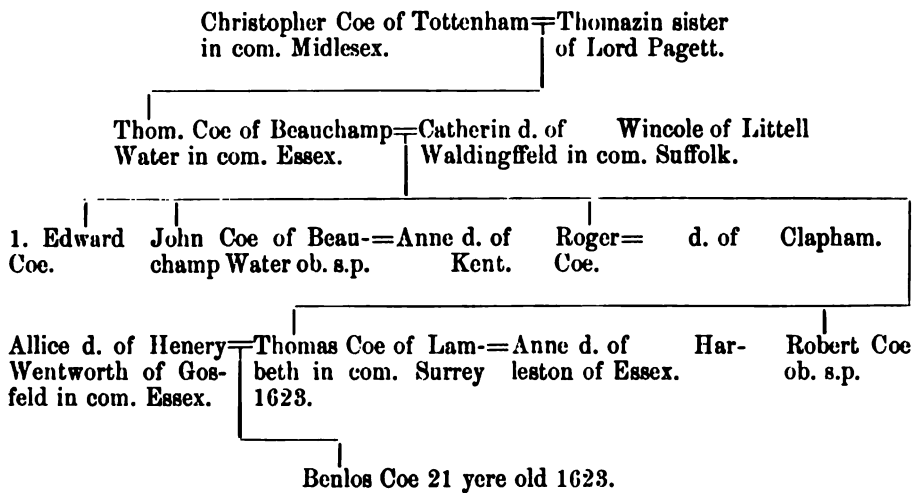 Christopher Coe of Tottenham=Thomazin sister
in com. Midlesex. of Lord Pagett.
Thom. Coe of Beauchamp=Catherin d. of Wincole of Littell
Water in com. Essex. Waldingffeld in com. Suffolk.
1. Edward John Coe of Beau-=Anne d. of Roger= d. of Clapham.
Coe. champ Water ob. s.p. Kent. Coe.
Allice d. of Henery=Thomas Coe of Lam-=Anne d. of Har- Robert Coe
Wentworth of Gos- beth in com. Surrey leston of Essex. ob. s.p.
feld in com. Essex. 1623.
Benlos Coe 21 yere old 1623.